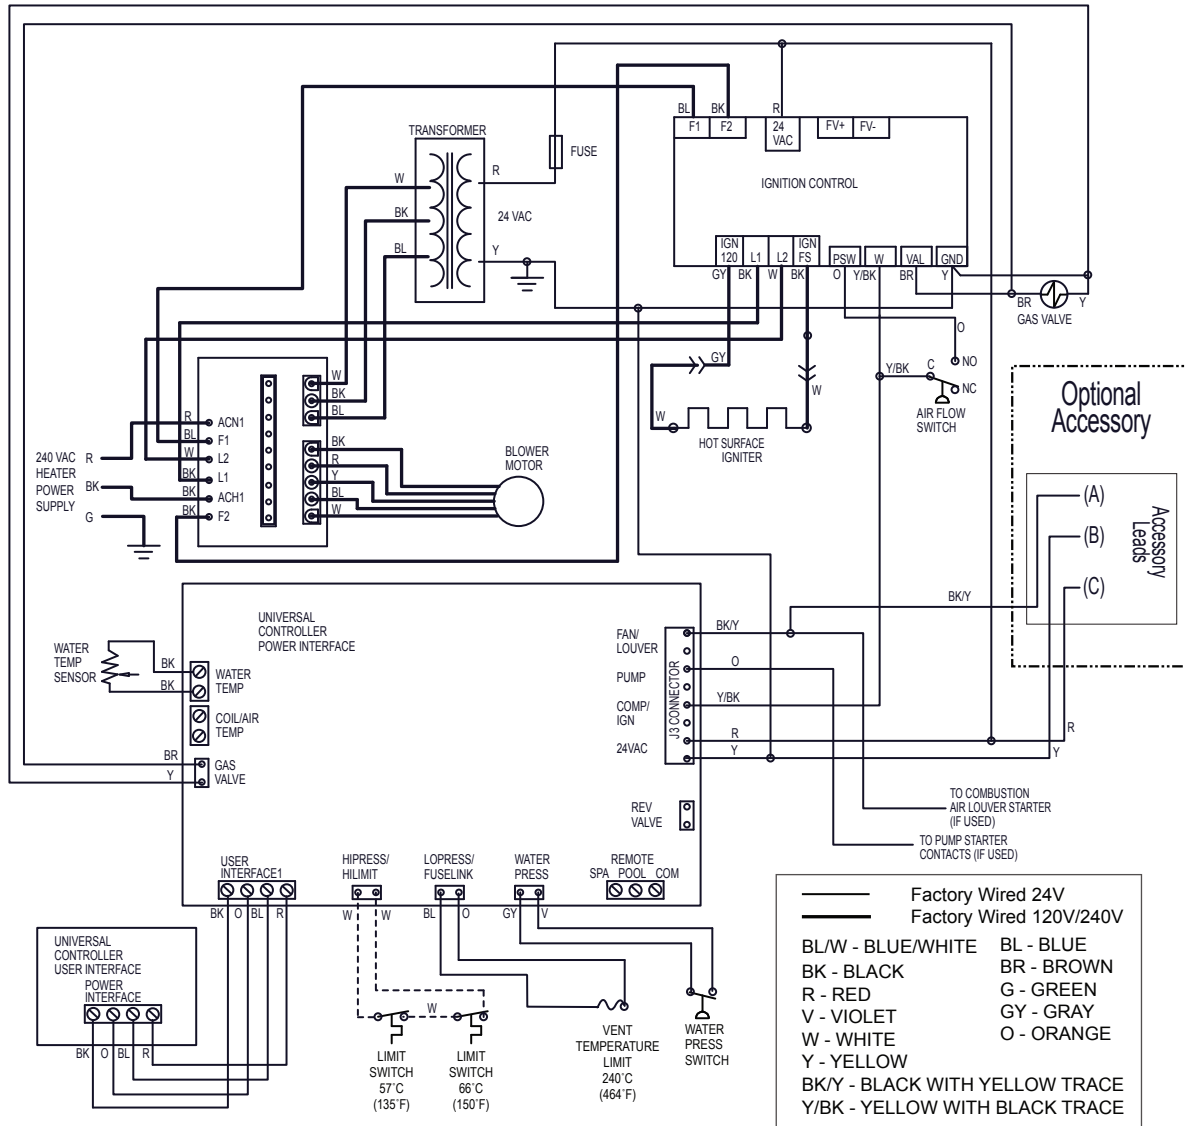 BL
BK
R
F1
F2
24
VAC
FV+
FV-
TRANSFORMER
FUSE
W
R
IGNITION CONTROL
BK
24 VAC
BL
Y
IGN
120
L1
L2
IGN
FS
PSW
W
VAL
GND
GY
BK
W
BK
O
Y/BK
BR
Y
BR
Y
GAS VALVE
O
GY
W
Y/BK
C
NO
NC
AIR FLOW
SWITCH
W
HOT SURFACE
IGNITER
W
BK
BL
R
ACN1
BL
F1
W
L2
BK
L1
BK
ACH1
BK
F2
240 VAC
HEATER
POWER
SUPPLY
R
BK
G
BK
R
Y
BL
W
BLOWER
MOTOR
Optional
Accessory
(A)
(B)
(C)
Accessory
Leads
BK/Y
UNIVERSAL
CONTROLLER
POWER INTERFACE
WATER
TEMP
SENSOR
BK
BK
WATER
TEMP
COIL/AIR
TEMP
BR
Y
GAS
VALVE
FAN/
LOUVER
PUMP
COMP/
IGN
24VAC
J3 CONNECTOR
BK/Y
O
Y/BK
R
Y
R
Y
REV
VALVE
TO COMBUSTION
AIR LOUVER STARTER
(IF USED)
TO PUMP STARTER
CONTACTS (IF USED)
USER
INTERFACE1
HIPRESS/
HILIMIT
LOPRESS/
FUSELINK
WATER
PRESS
REMOTE
SPA POOL COM
BK O BL R
W W
BL O
GY V
UNIVERSAL
CONTROLLER
USER INTERFACE
POWER
INTERFACE
BK O BL R
W
LIMIT
SWITCH
57˚C
(135˚F)
LIMIT
SWITCH
66˚C
(150˚F)
VENT
TEMPERATURE
LIMIT
240˚C
(464˚F)
WATER
PRESS
SWITCH
Factory Wired 24V
Factory Wired 120V/240V
BL/W - BLUE/WHITE
BK - BLACK
R - RED
V - VIOLET
W - WHITE
Y - YELLOW
BL - BLUE
BR - BROWN
G - GREEN
GY - GRAY
O - ORANGE
BK/Y - BLACK WITH YELLOW TRACE
Y/BK - YELLOW WITH BLACK TRACE